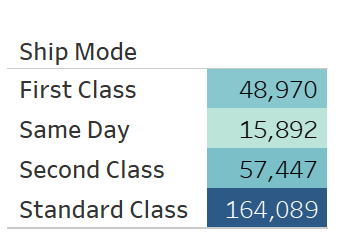 Ship Mode
First Class 48,970
Same Day 15,892
Second Class 57,447
Standard Class 164,089